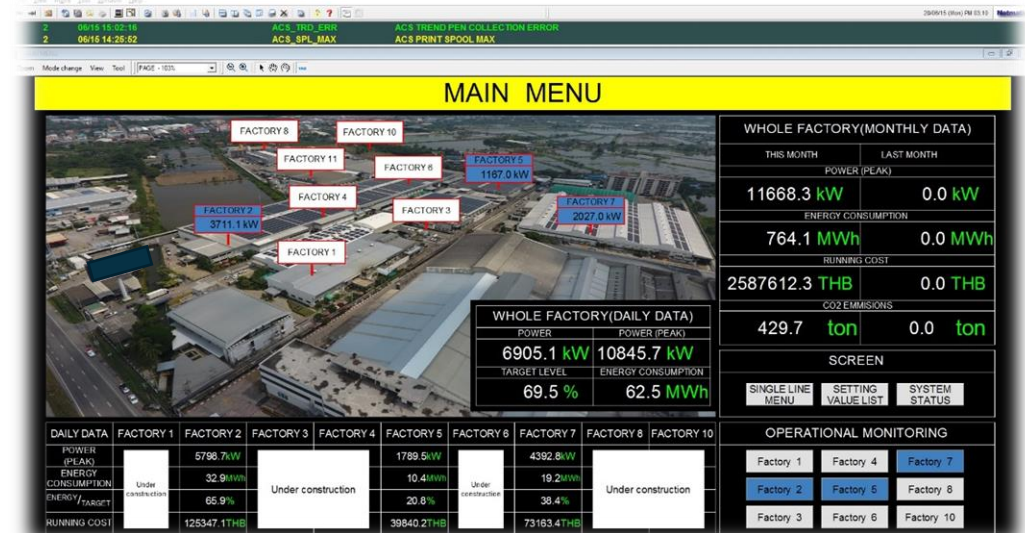 20/06/15 (Mon) PM 03:10
2 06/15 15:02:16 ACS_TRD_ERR ACS TREND PEN COLLECTION ERROR
2 06/15 14:25:52 ACS_SPL_MAX ACS PRINT SPOOL MAX
Mode change View Tool PAGE - 103%
MAIN MENU
FACTORY 8
FACTORY 10
FACTORY 11
FACTORY 6
FACTORY 5
1167.0 kW
FACTORY 4
FACTORY 2
3711.1 kW
FACTORY 3
FACTORY 7
2027.0 kW
FACTORY 1
WHOLE FACTORY(DAILY DATA)
POWER POWER (PEAK)
6905.1 kW 10845.7 kW
TARGET LEVEL ENERGY CONSUMPTION
69.5 % 62.5 MWh
WHOLE FACTORY(MONTHLY DATA)
THIS MONTH LAST MONTH
POWER (PEAK)
11668.3 kW 0.0 kW
ENERGY CONSUMPTION
764.1 MWh 0.0 MWh
RUNNING COST
2587612.3 THB 0.0 THB
CO2 EMMISIONS
429.7 ton 0.0 ton
SCREEN
SINGLE LINE MENU SETTING VALUE LIST SYSTEM STATUS
OPERATIONAL MONITORING
Factory 1 Factory 4 Factory 7
Factory 2 Factory 5 Factory 8
Factory 3 Factory 6 Factory 10
DAILY DATA FACTORY 1 FACTORY 2 FACTORY 3 FACTORY 4 FACTORY 5 FACTORY 6 FACTORY 7 FACTORY 8 FACTORY 10
POWER (PEAK) 5798.7kW 1789.5kW 4392.8kW
ENERGY CONSUMPTION 32.9MWh 10.4MWh 19.2MWh
Under construction Under construction Under construction Under construction
ENERGY/TARGET 65.9% 20.8% 38.4%
RUNNING COST 125347.1THB 39840.2THB 73163.4THB